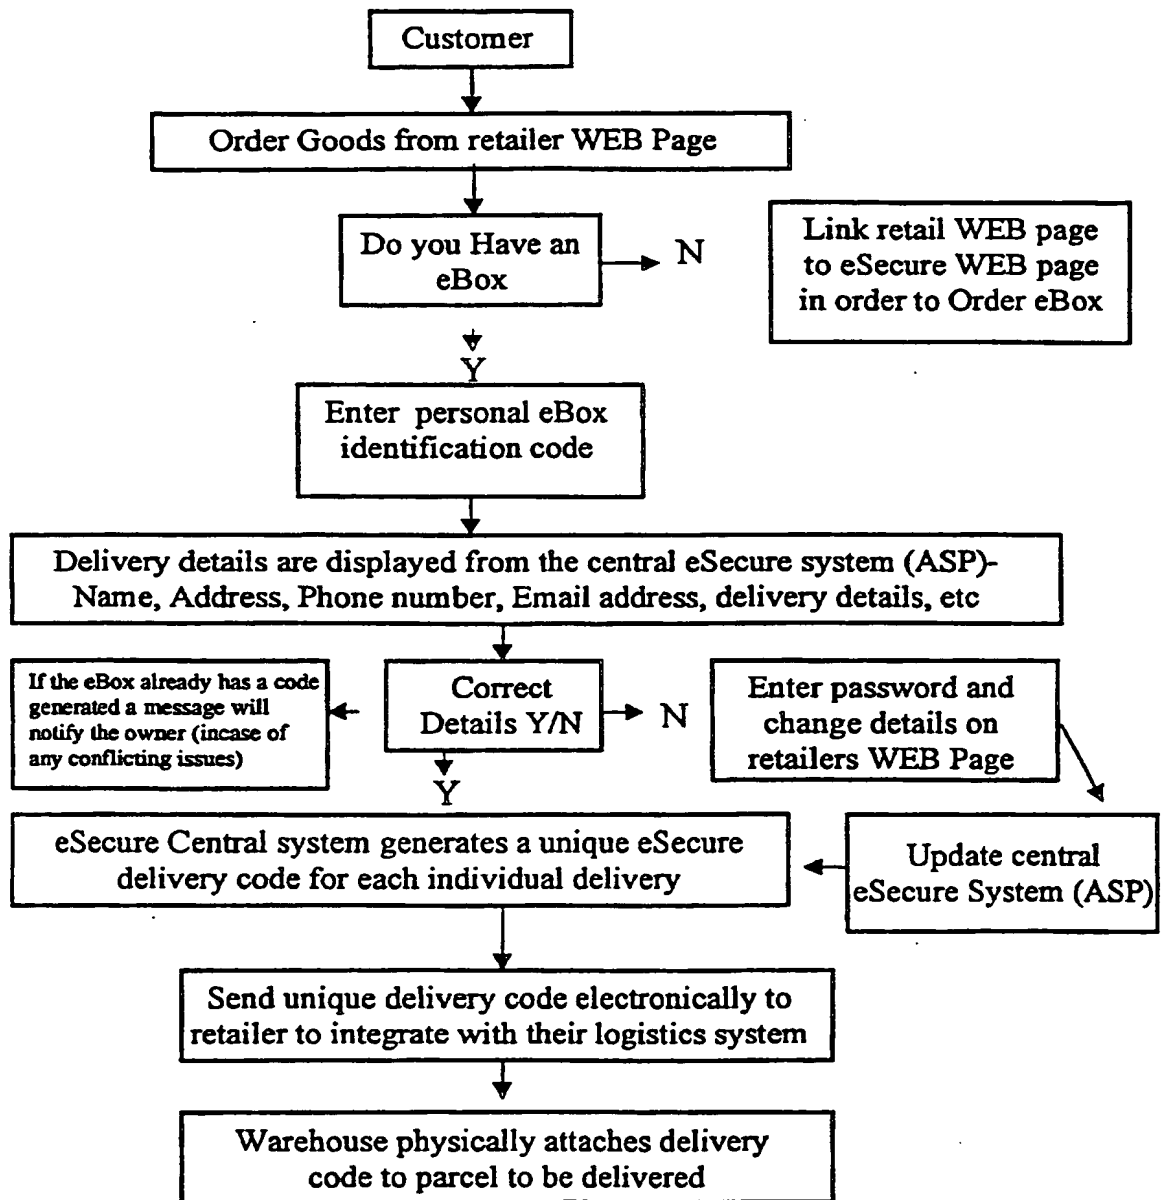 Customer
Order Goods from retailer WEB Page
Do you Have an
eBox
N
Link retail WEB page
to eSecure WEB page
in order to Order eBox
Y
Enter personal eBox
identification code
Delivery details are displayed from the central eSecure system (ASP)-
Name, Address, Phone number, Email address, delivery details, etc
If the eBox already has a code
generated a message will
notify the owner (incase of
any conflicting issues)
Correct
Details Y/N
N
Enter password and
change details on
retailers WEB Page
Y
eSecure Central system generates a unique eSecure
delivery code for each individual delivery
Update central
eSecure System (ASP)
Send unique delivery code electronically to
retailer to integrate with their logistics system
Warehouse physically attaches delivery
code to parcel to be delivered